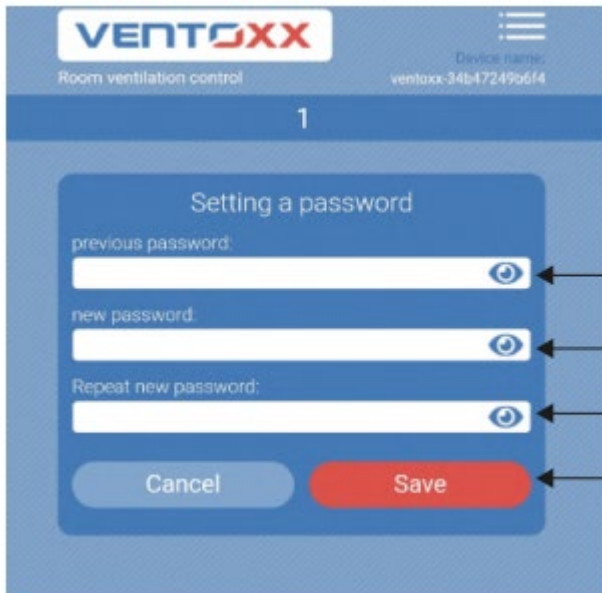 VENTOXX
Device name:
Room ventilation control
ventoxx-34b47249b6f4
1
Setting a password
previous password:
new password:
Repeat new password:
Cancel
Save